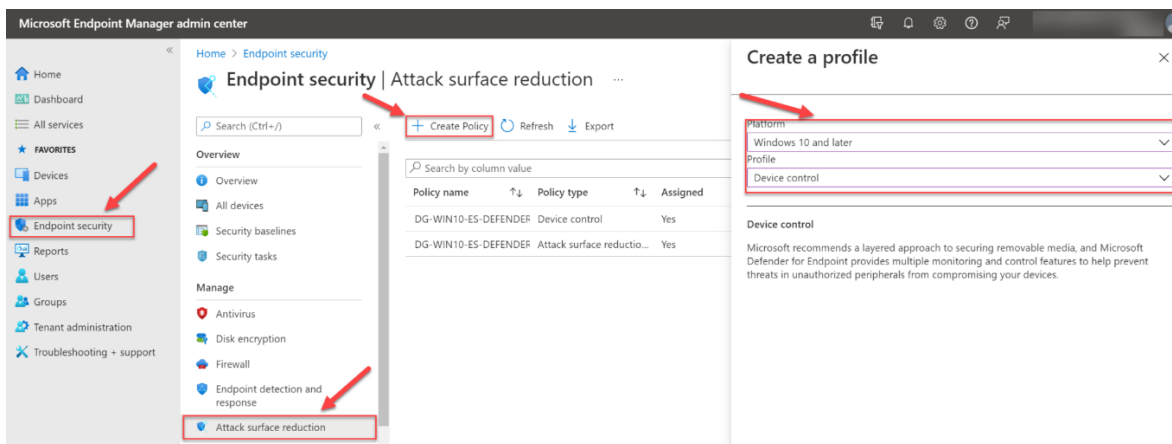 Microsoft Endpoint Manager admin center
Home
Dashboard
All services
FAVORITES
Devices
Apps
Endpoint security
Reports
Users
Groups
Tenant administration
Troubleshooting + support
Home > Endpoint security
Endpoint security | Attack surface reduction ...
Search (Ctrl+/)
Overview
Overview
All devices
Security baselines
Security tasks
Manage
Antivirus
Disk encryption
Firewall
Endpoint detection and
response
Attack surface reduction
+ Create Policy Refresh Export
Search by column value
Policy name ↑↓ Policy type ↑↓ Assigned
DG-WIN10-ES-DEFENDER Device control Yes
DG-WIN10-ES-DEFENDER Attack surface reductio... Yes
Create a profile
Platform
Windows 10 and later
Profile
Device control
Device control
Microsoft recommends a layered approach to securing removable media, and Microsoft
Defender for Endpoint provides multiple monitoring and control features to help prevent
threats in unauthorized peripherals from compromising your devices.